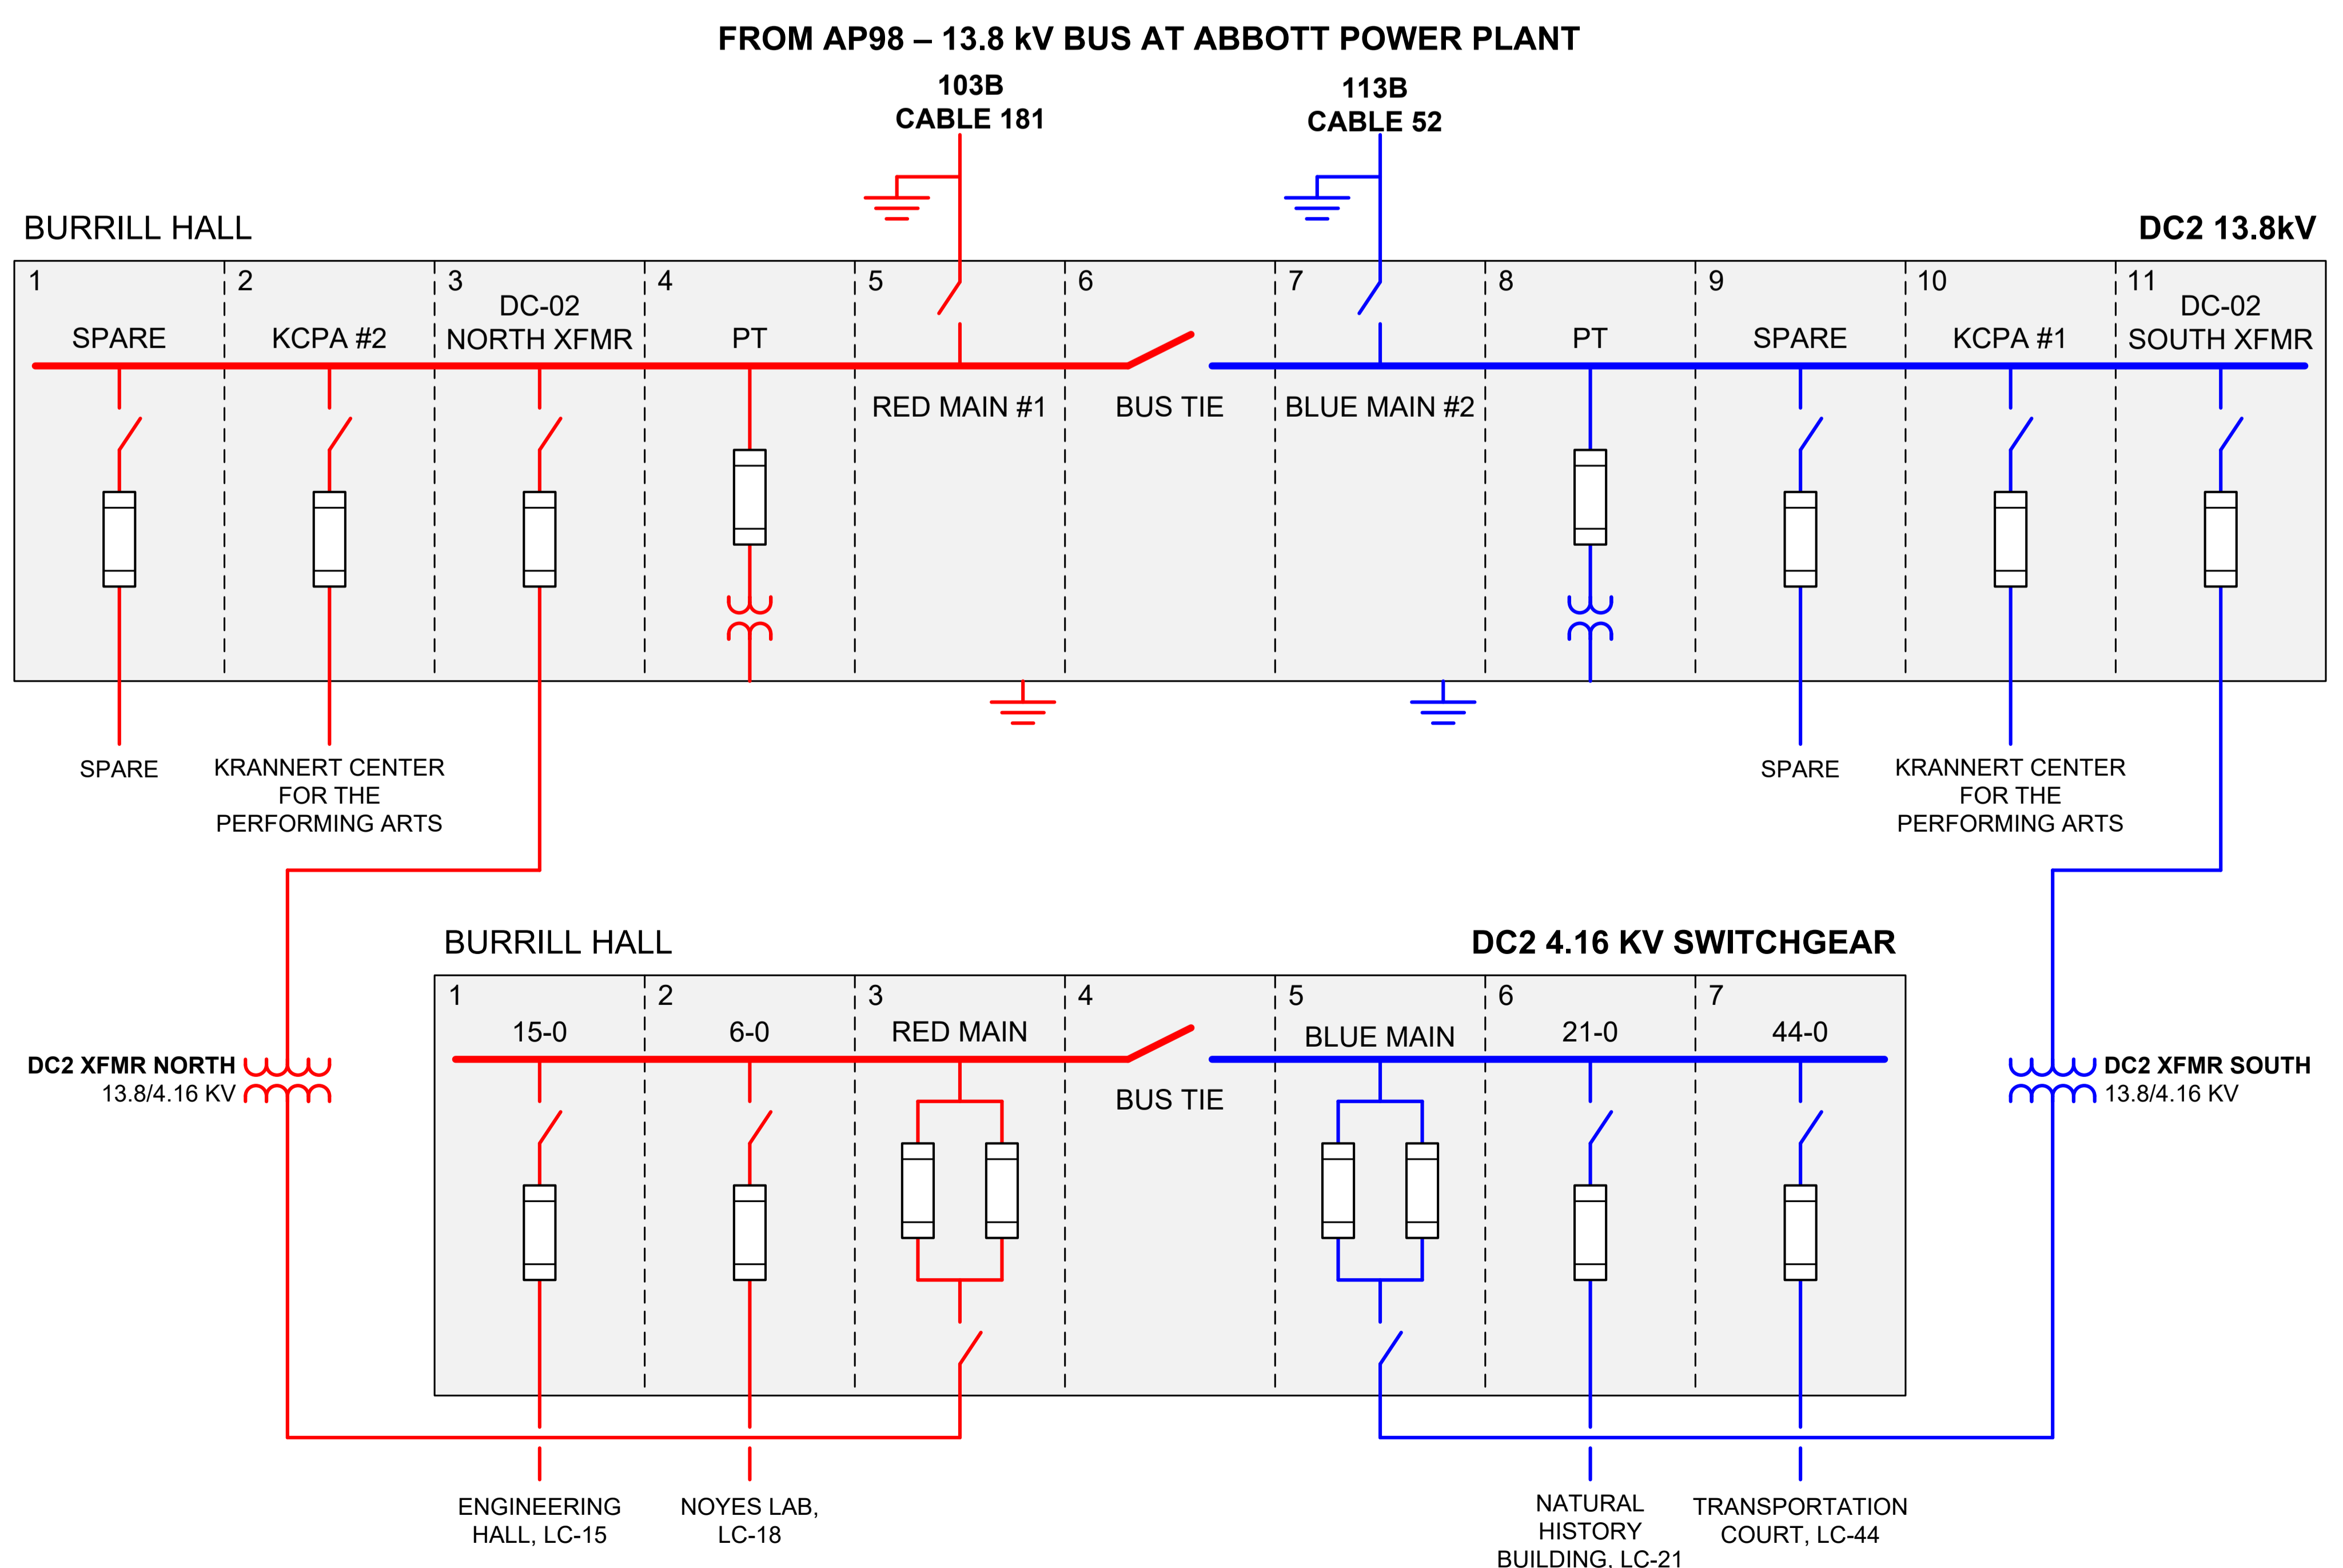 FROM AP98 – 13.8 kV BUS AT ABBOTT POWER PLANT
103B
CABLE 181
113B
CABLE 52
BURRILL HALL
DC2 13.8kV
1
SPARE
2
KCPA #2
3
DC-02
NORTH XFMR
4
PT
5
RED MAIN #1
6
BUS TIE
7
BLUE MAIN #2
8
PT
9
SPARE
10
KCPA #1
11
DC-02
SOUTH XFMR
SPARE
KRANNERT CENTER
FOR THE
PERFORMING ARTS
SPARE
KRANNERT CENTER
FOR THE
PERFORMING ARTS
BURRILL HALL
DC2 4.16 KV SWITCHGEAR
1
15-0
2
6-0
3
RED MAIN
4
BUS TIE
5
BLUE MAIN
6
21-0
7
44-0
DC2 XFMR NORTH
13.8/4.16 KV
DC2 XFMR SOUTH
13.8/4.16 KV
ENGINEERING
HALL, LC-15
NOYES LAB,
LC-18
NATURAL
HISTORY
BUILDING, LC-21
TRANSPORTATION
COURT, LC-44